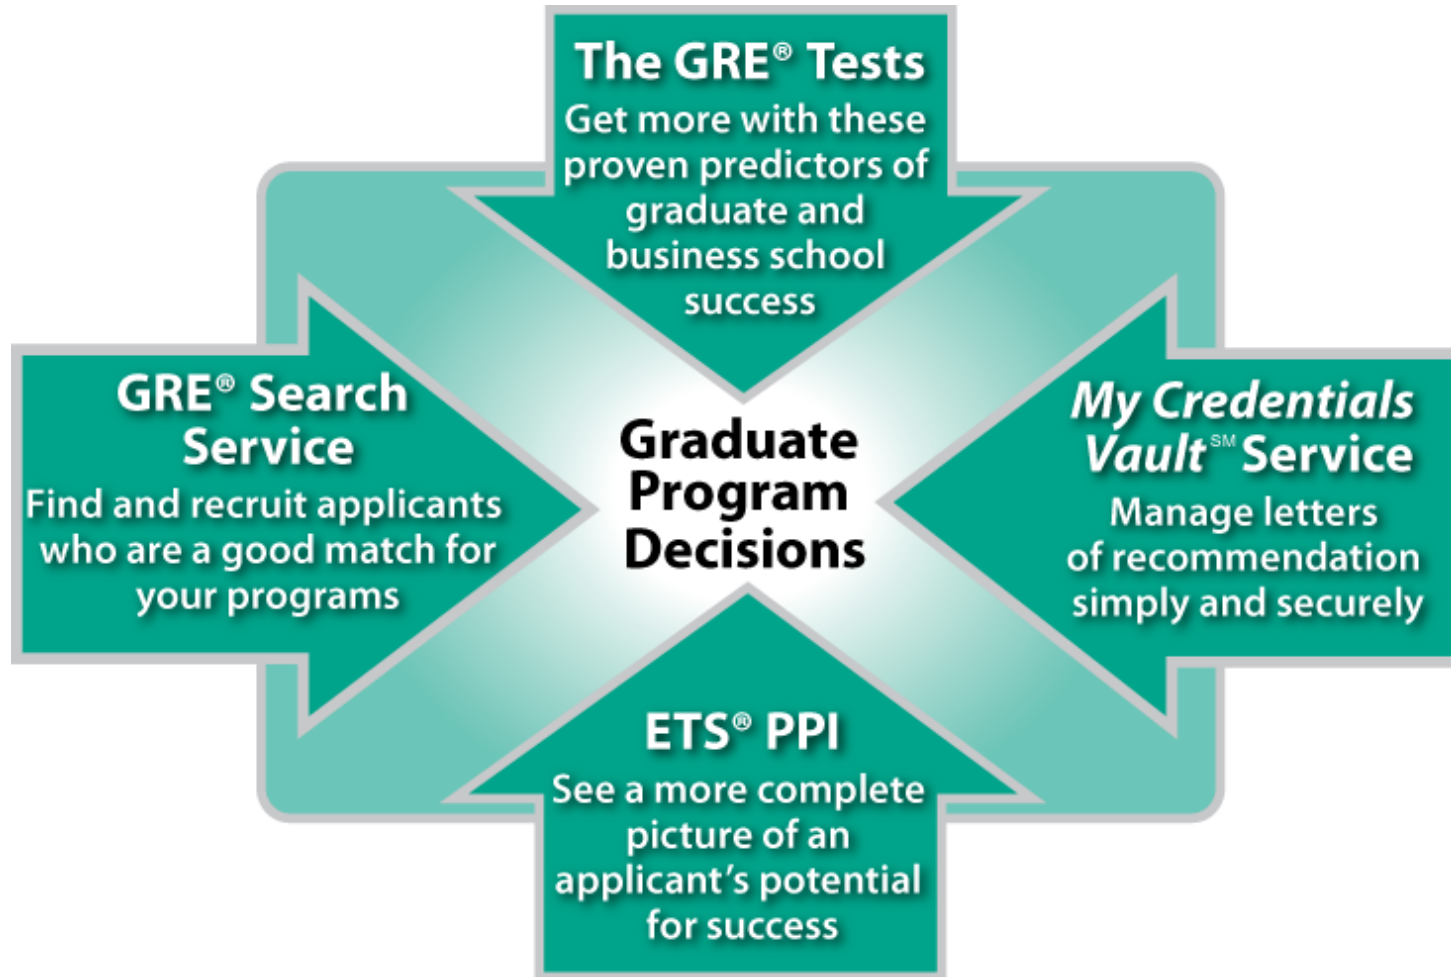 The GRE® Tests
Get more with these
proven predictors of
graduate and
business school
success
GRE® Search
Service
Find and recruit applicants
who are a good match for
your programs
Graduate
Program
Decisions
My Credentials
Vault℠ Service
Manage letters
of recommendation
simply and securely
ETS® PPI
See a more complete
picture of an
applicant’s potential
for success